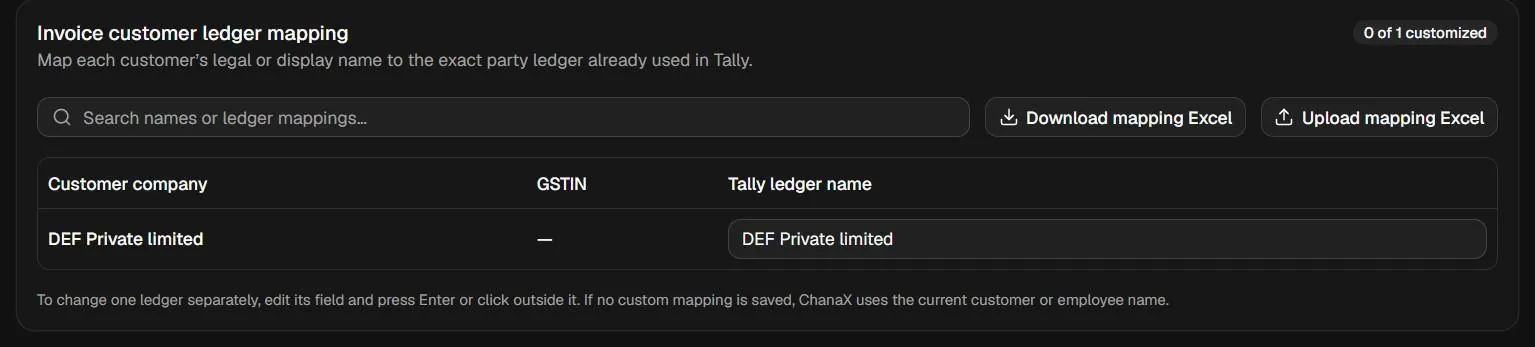 Invoice customer ledger mapping
0 of 1 customized
Map each customer’s legal or display name to the exact party ledger already used in Tally.
Search names or ledger mappings...
Download mapping Excel
Upload mapping Excel
Customer company GSTIN Tally ledger name
DEF Private limited — DEF Private limited
To change one ledger separately, edit its field and press Enter or click outside it. If no custom mapping is saved, ChanaX uses the current customer or employee name.